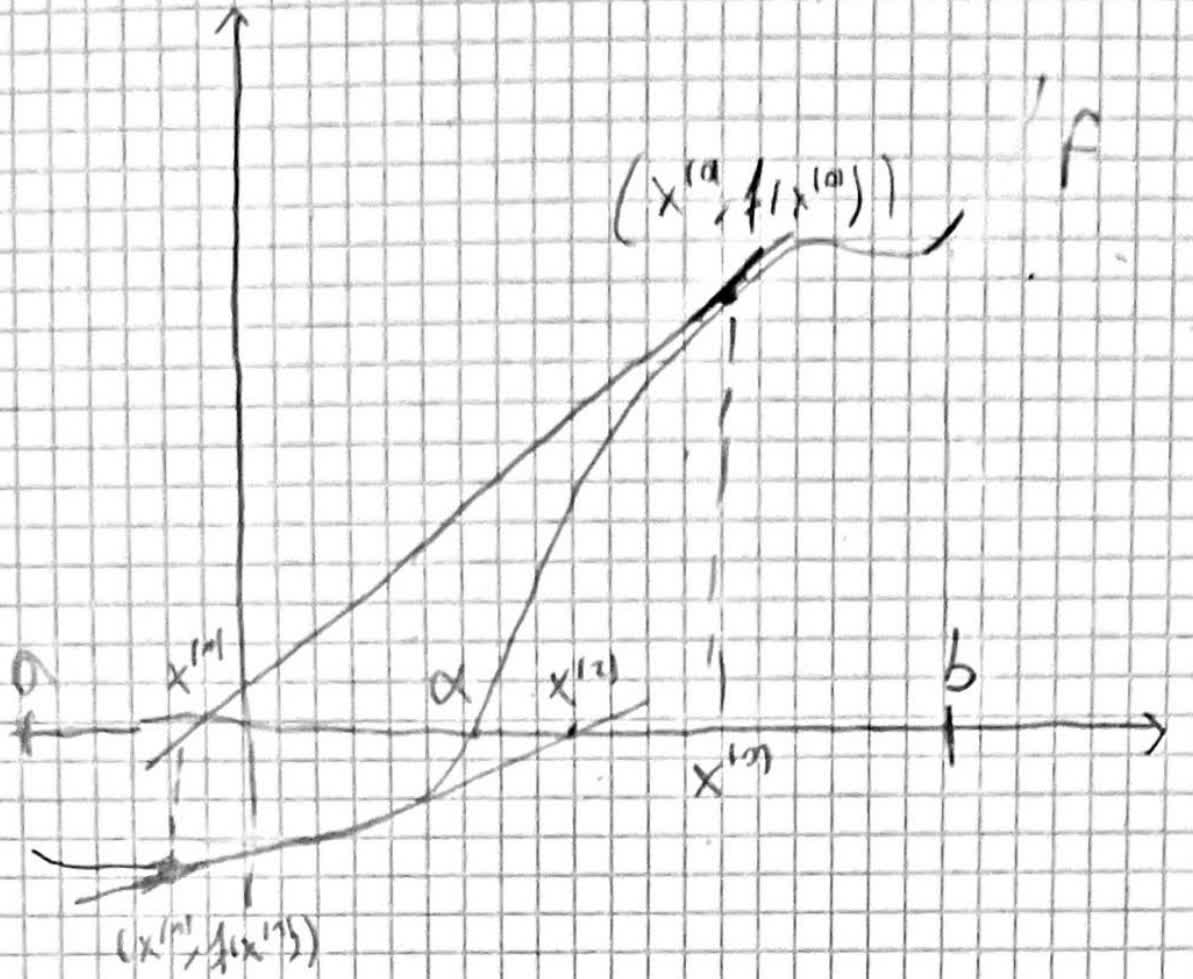 f
(x⁽⁰⁾, f(x⁽⁰⁾))
a
x⁽¹⁾
α
x⁽²⁾
b
x⁽⁰⁾
(x⁽¹⁾, f(x⁽¹⁾))